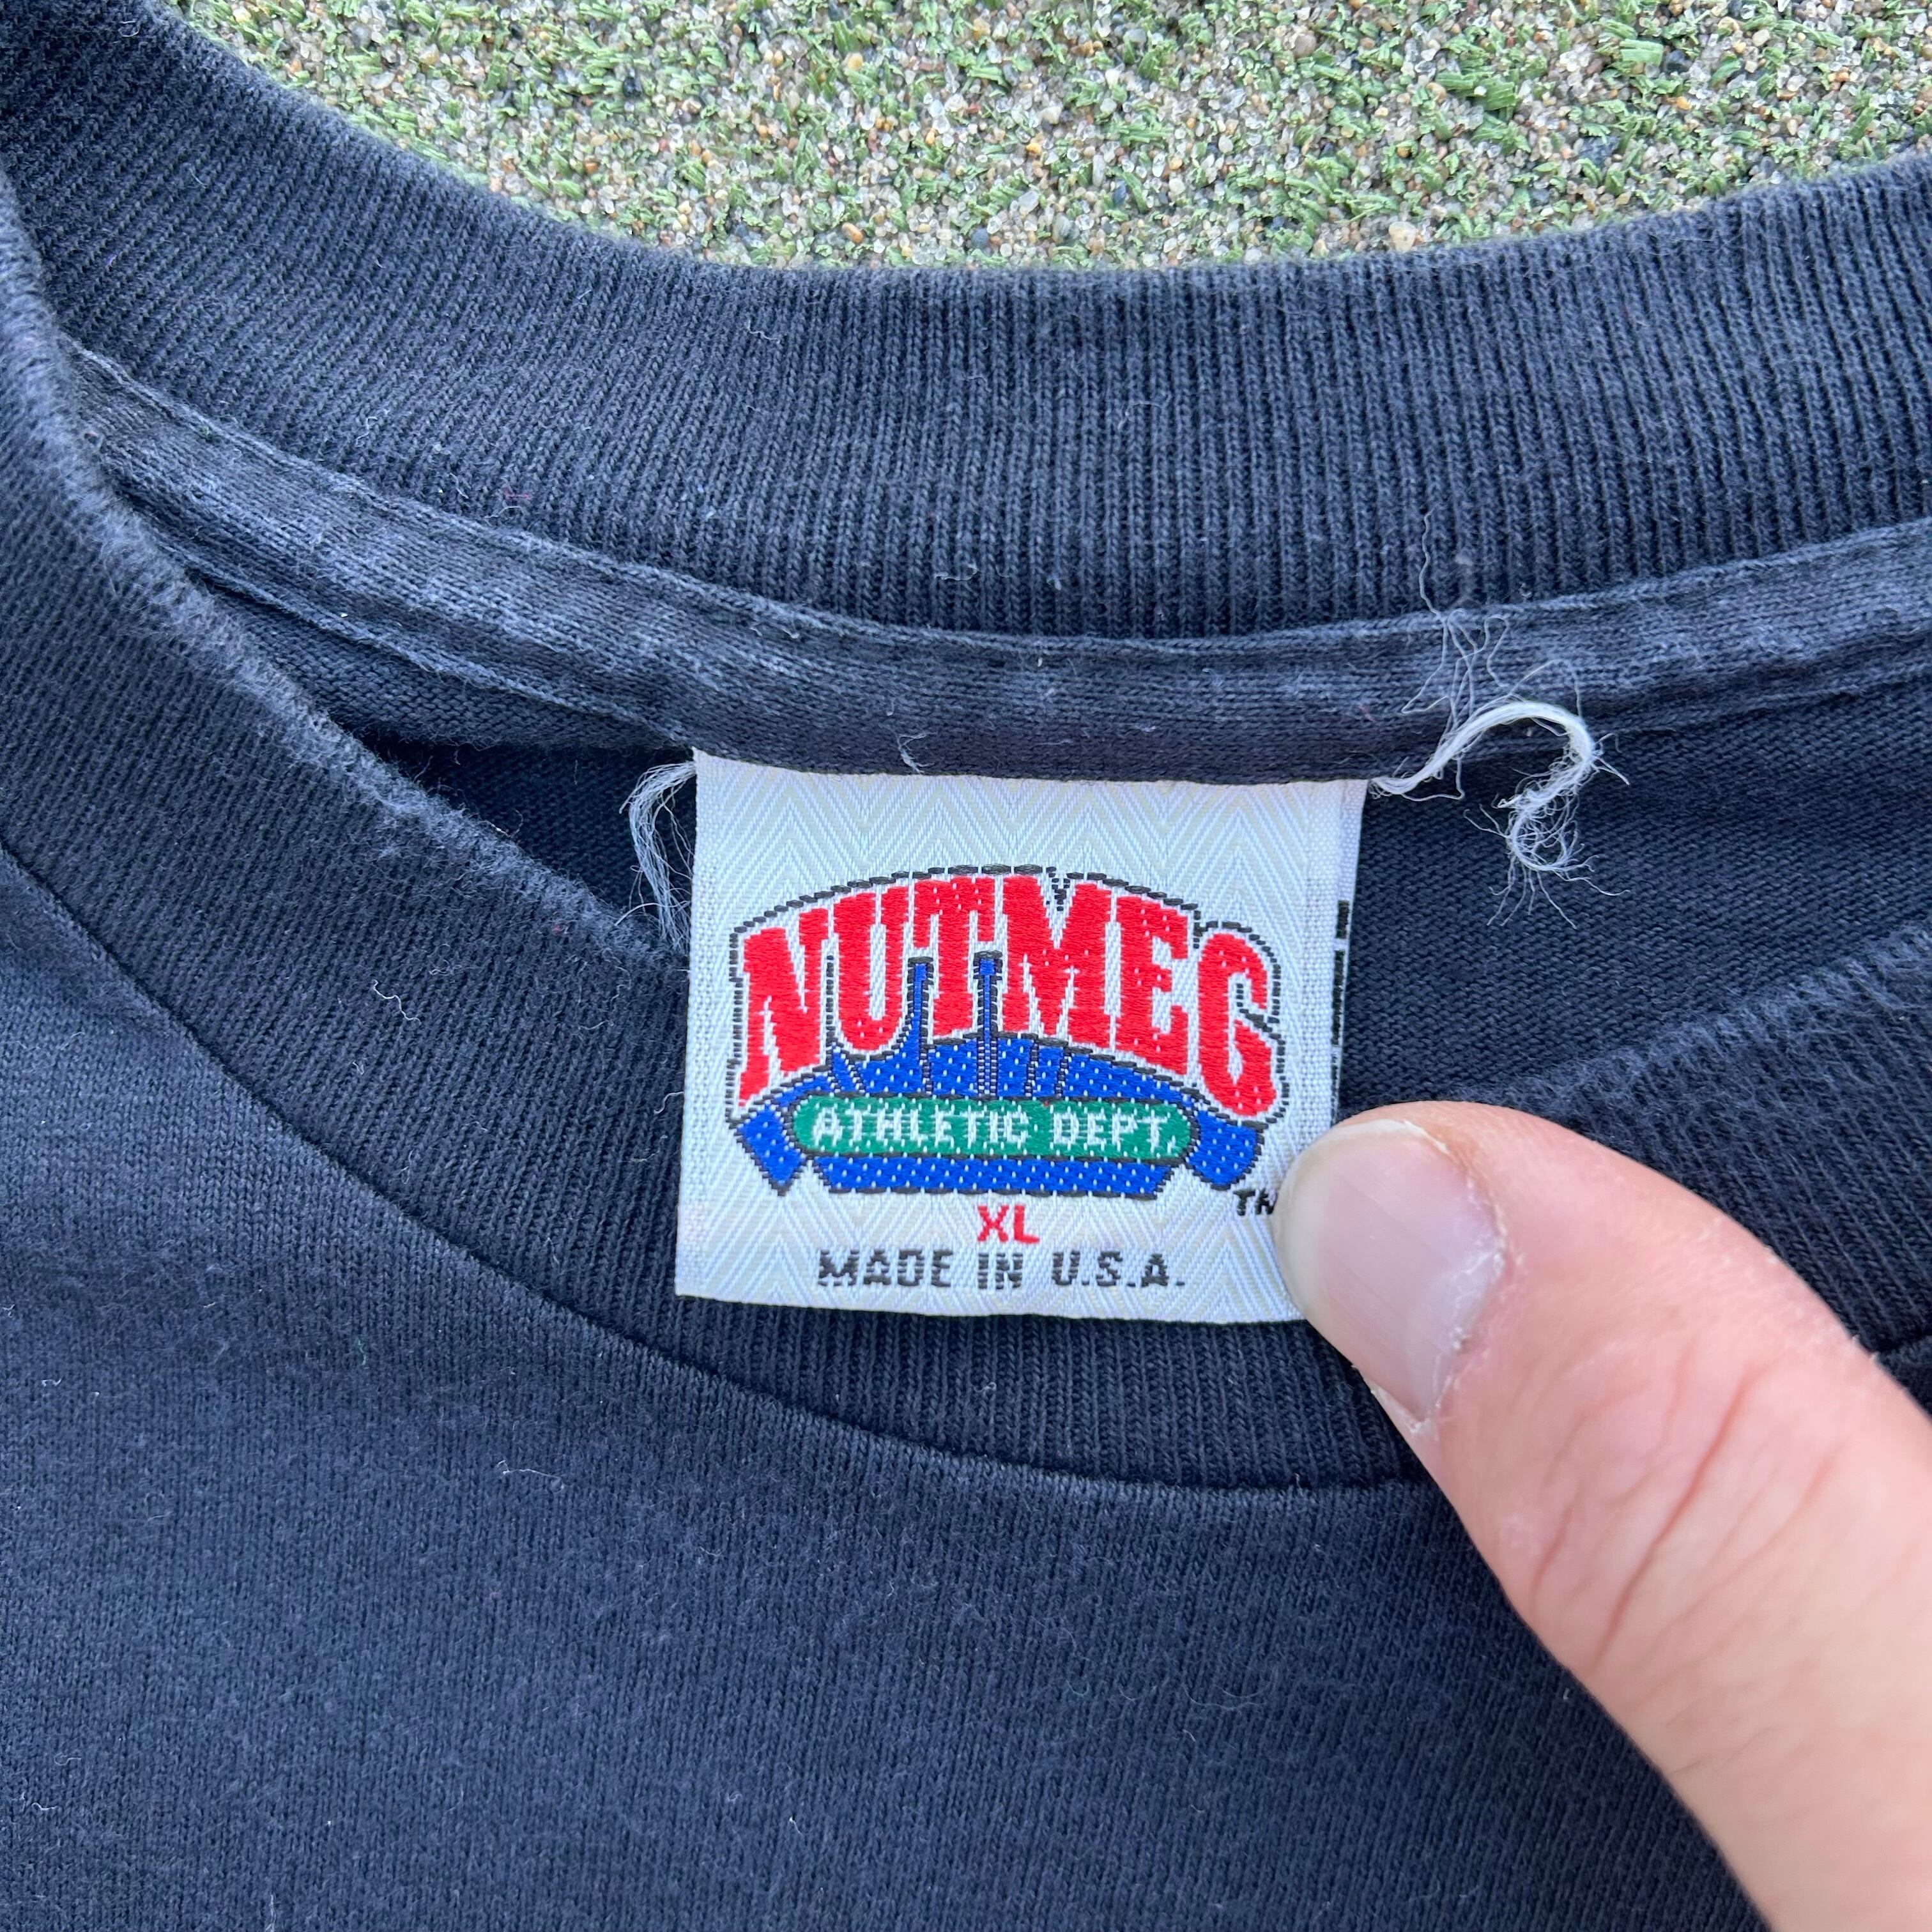 NUTMEG
ATHLETIC DEPT.
TM
XL
MADE IN U.S.A.